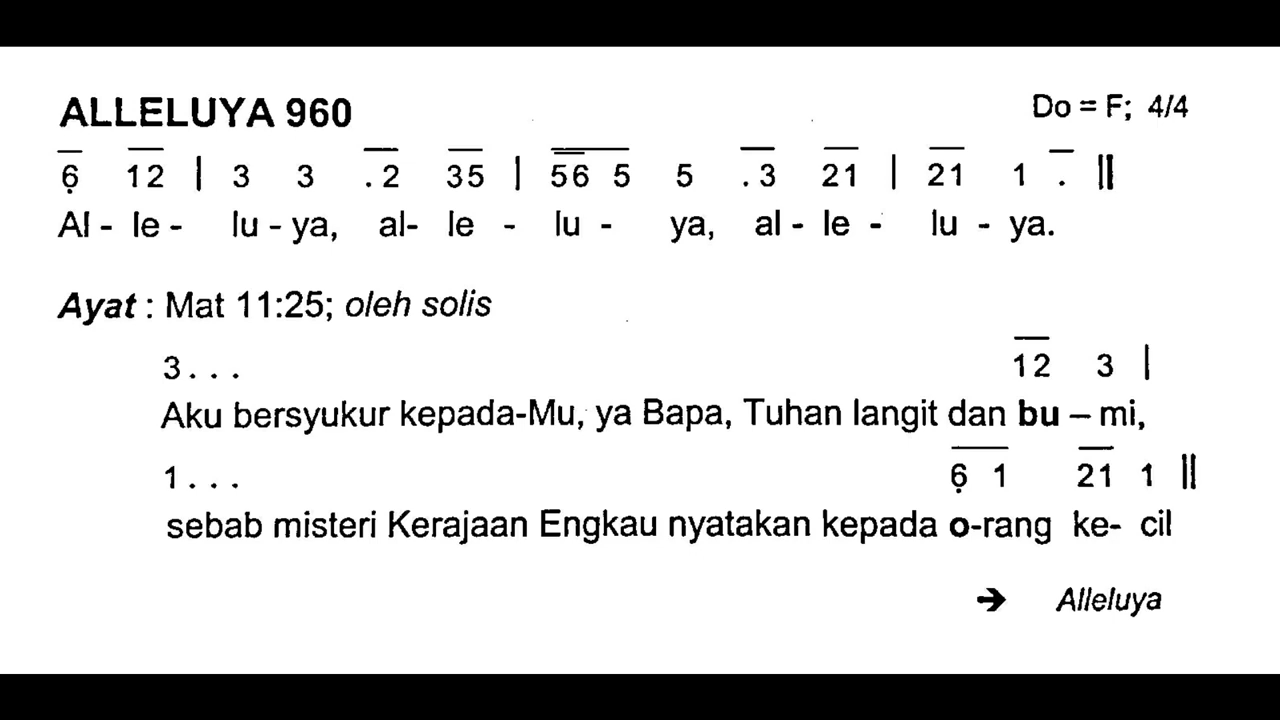 ALLELUYA 960 Do = F; 4/4
6̣ 12 | 3 3 . 2 35 | 56 5 5 . 3 21 | 21 1 . ||
Al - le - lu - ya, al- le - lu - ya, al - le - lu - ya.
Ayat : Mat 11:25; oleh solis
3 . . . 12 3 |
Aku bersyukur kepada-Mu, ya Bapa, Tuhan langit dan bu – mi,
1 . . . 6̣ 1 21 1 ||
sebab misteri Kerajaan Engkau nyatakan kepada o-rang ke- cil
→ Alleluya